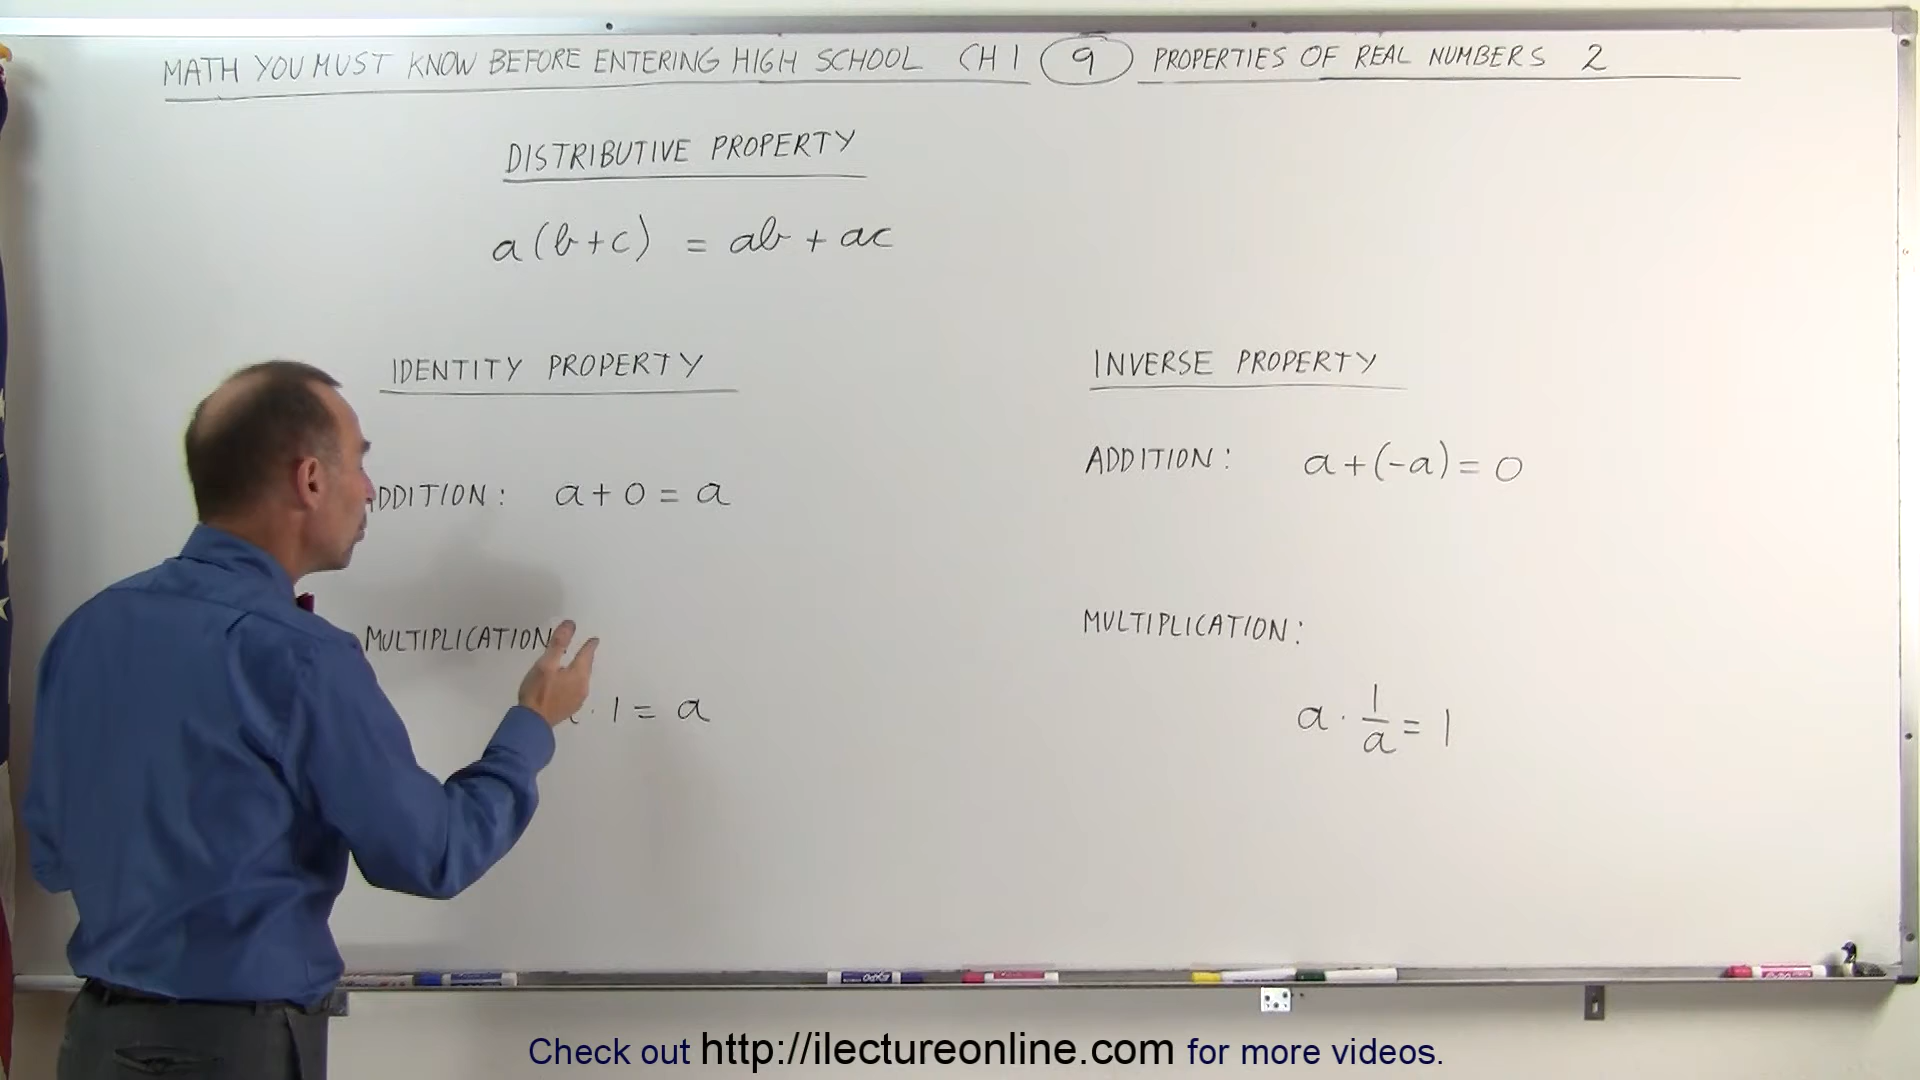 MATH YOU MUST KNOW BEFORE ENTERING HIGH SCHOOL CH 1 9 PROPERTIES OF REAL NUMBERS 2
DISTRIBUTIVE PROPERTY
a(b+c) = ab + ac
IDENTITY PROPERTY
ADDITION: a + 0 = a
MULTIPLICATION:
· 1 = a
INVERSE PROPERTY
ADDITION: a + (-a) = 0
MULTIPLICATION:
a · 1/a = 1
EXPO
Check out http://ilectureonline.com for more videos.